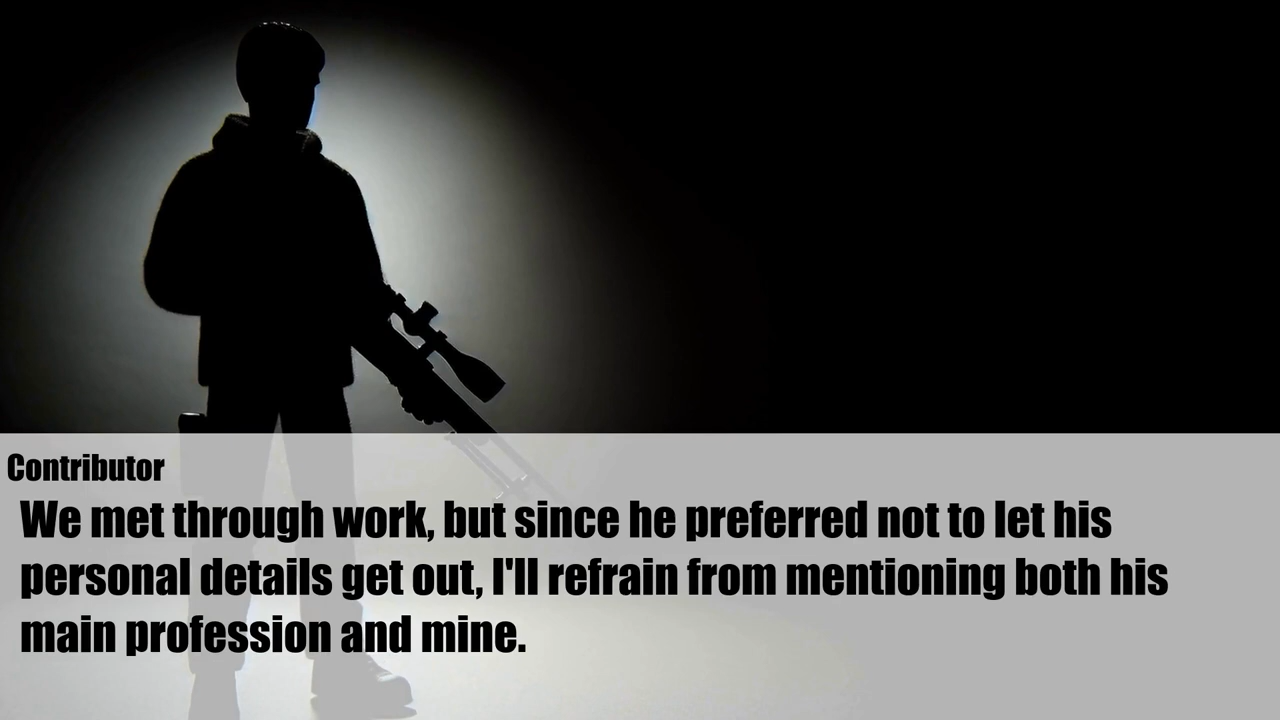 Contributor
We met through work, but since he preferred not to let his
personal details get out, I'll refrain from mentioning both his
main profession and mine.